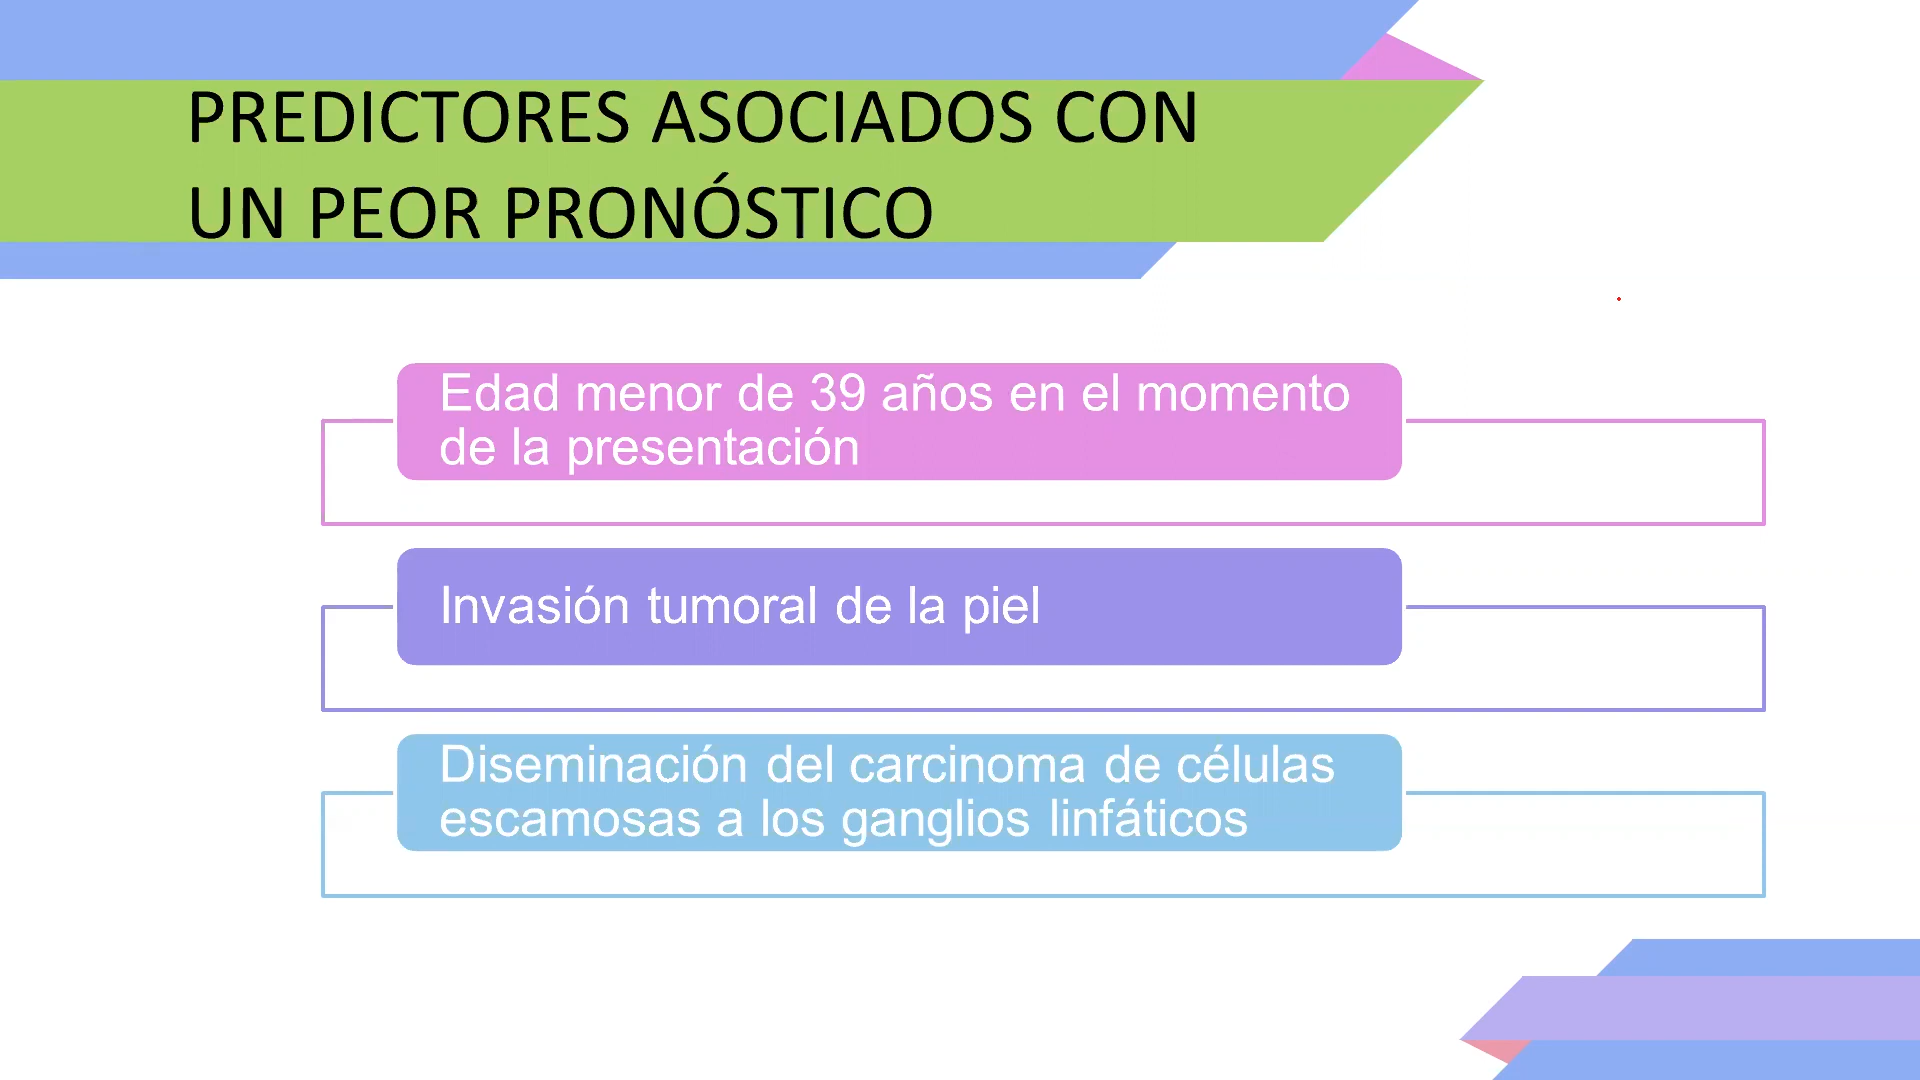 PREDICTORES ASOCIADOS CON
UN PEOR PRONÓSTICO
Edad menor de 39 años en el momento
de la presentación
Invasión tumoral de la piel
Diseminación del carcinoma de células
escamosas a los ganglios linfáticos